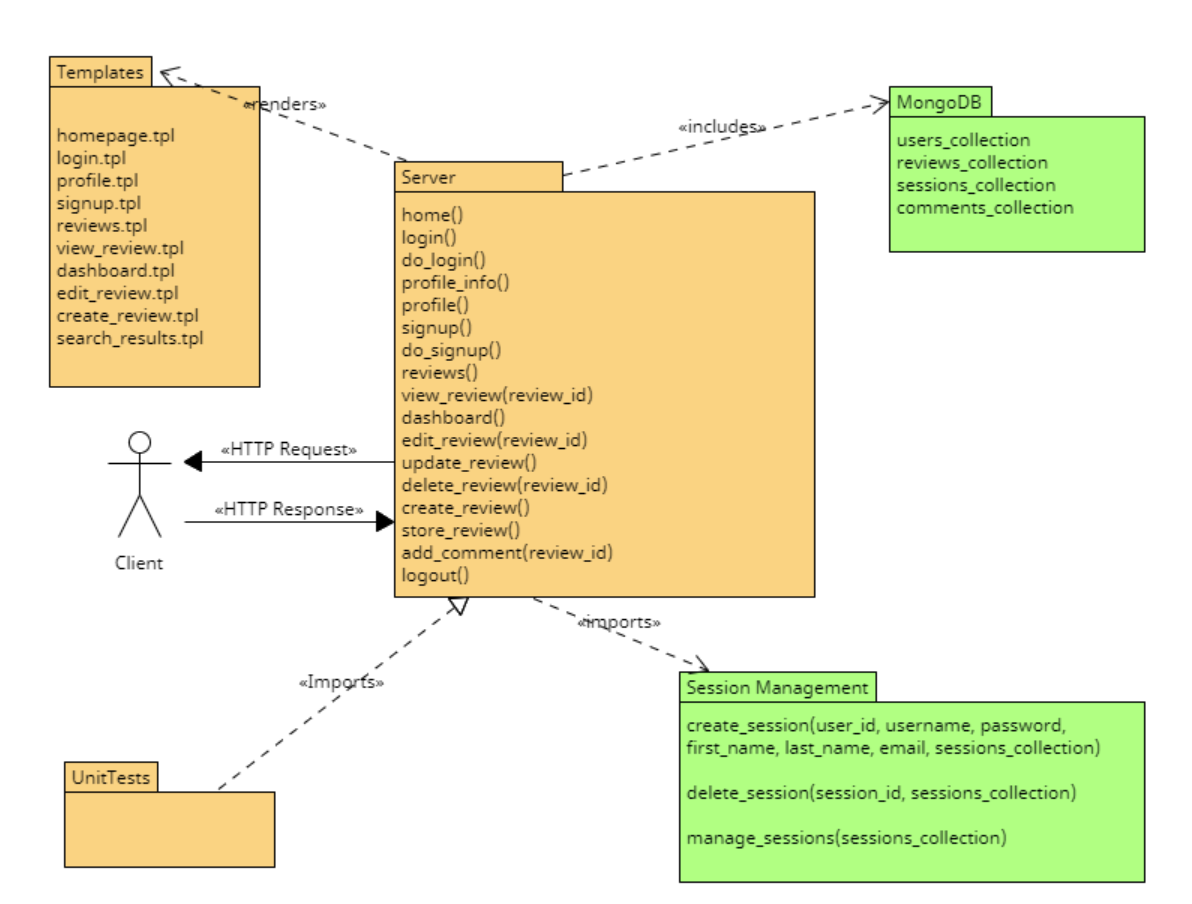 Templates
homepage.tpl
login.tpl
profile.tpl
signup.tpl
reviews.tpl
view_review.tpl
dashboard.tpl
edit_review.tpl
create_review.tpl
search_results.tpl
«renders»
«includes»
MongoDB
users_collection
reviews_collection
sessions_collection
comments_collection
Server
home()
login()
do_login()
profile_info()
profile()
signup()
do_signup()
reviews()
view_review(review_id)
dashboard()
edit_review(review_id)
update_review()
delete_review(review_id)
create_review()
store_review()
add_comment(review_id)
logout()
«HTTP Request»
«HTTP Response»
Client
«imports»
«Imports»
Session Management
create_session(user_id, username, password,
first_name, last_name, email, sessions_collection)
delete_session(session_id, sessions_collection)
manage_sessions(sessions_collection)
UnitTests